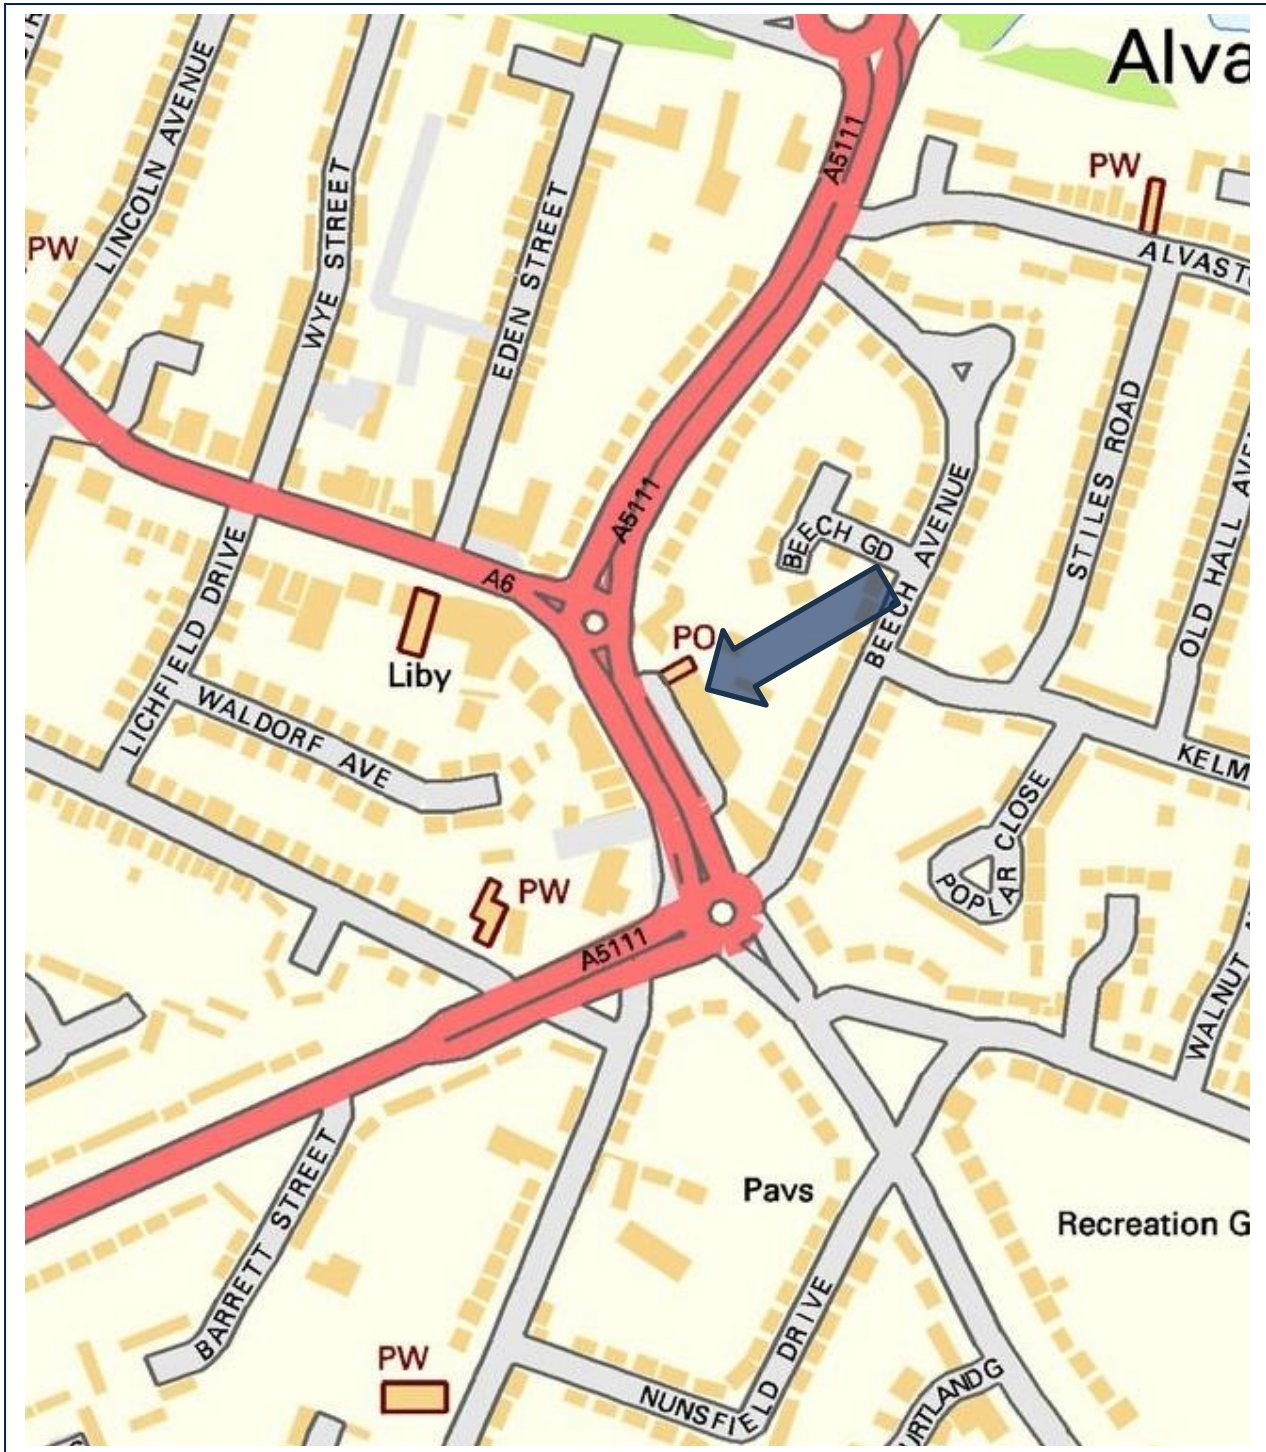 Alva
A5111
PW
LINCOLN AVENUE
WYE STREET
EDEN STREET
PW
ALVAST
A5111
STILES ROAD
OLD HALL AVE
BEECH GD
BEECH AVENUE
A6
PO
Liby
LICHFIELD DRIVE
WALDORF AVE
KELM
POPLAR CLOSE
PW
A5111
WALNUT
Pavs
Recreation G
BARRETT STREET
NUNSFIELD DRIVE
PW
URTLANDG